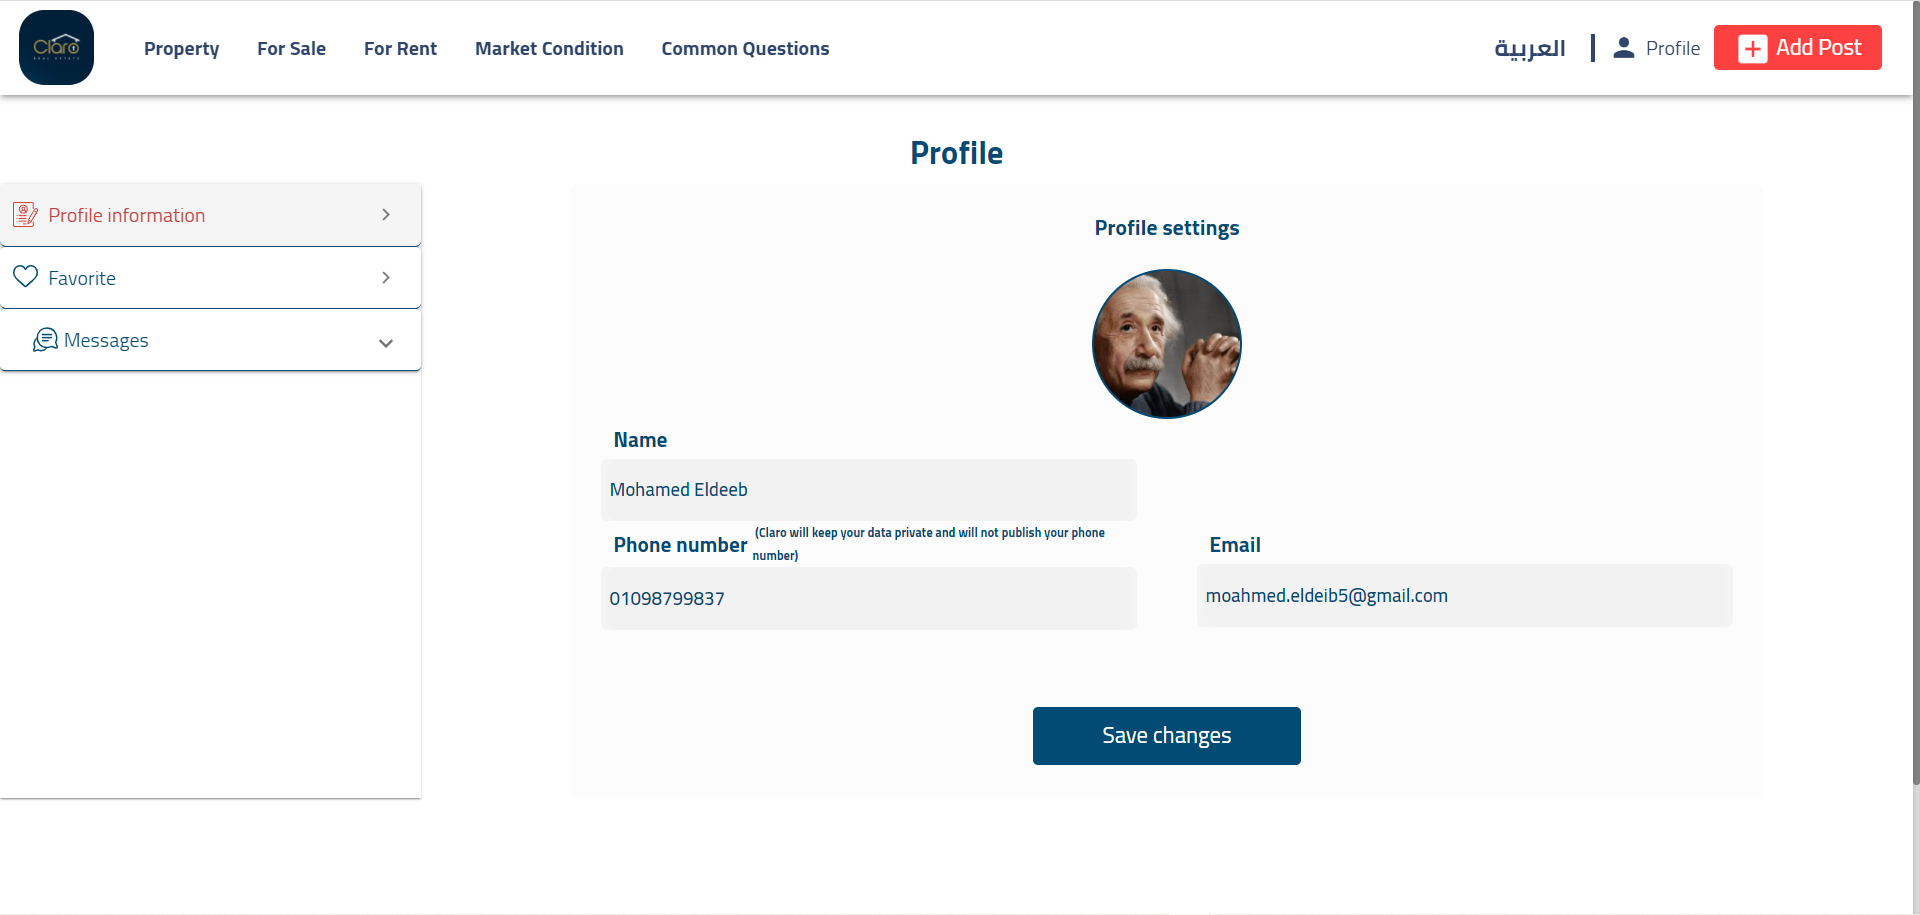 Claro
REAL ESTATE
Property For Sale For Rent Market Condition Common Questions العربية Profile Add Post
Profile
Profile information
Favorite
Messages
Profile settings
Name
Mohamed Eldeeb
Phone number (Claro will keep your data private and will not publish your phone
number)
01098799837
Email
moahmed.eldeib5@gmail.com
Save changes